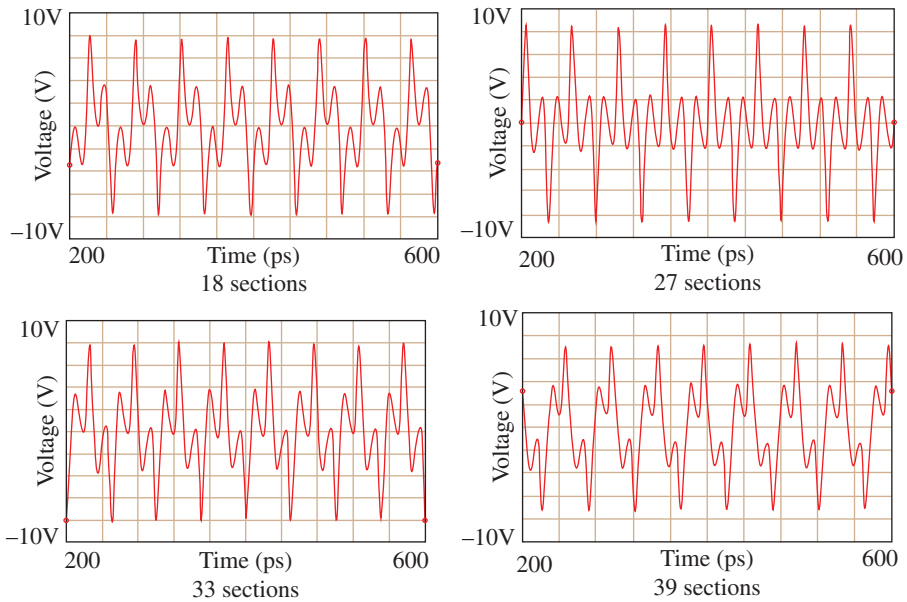 10V
Voltage (V)
–10V
200
Time (ps)
600
18 sections
10V
Voltage (V)
–10V
200
Time (ps)
600
27 sections
10V
Voltage (V)
–10V
200
Time (ps)
600
33 sections
10V
Voltage (V)
–10V
200
Time (ps)
600
39 sections